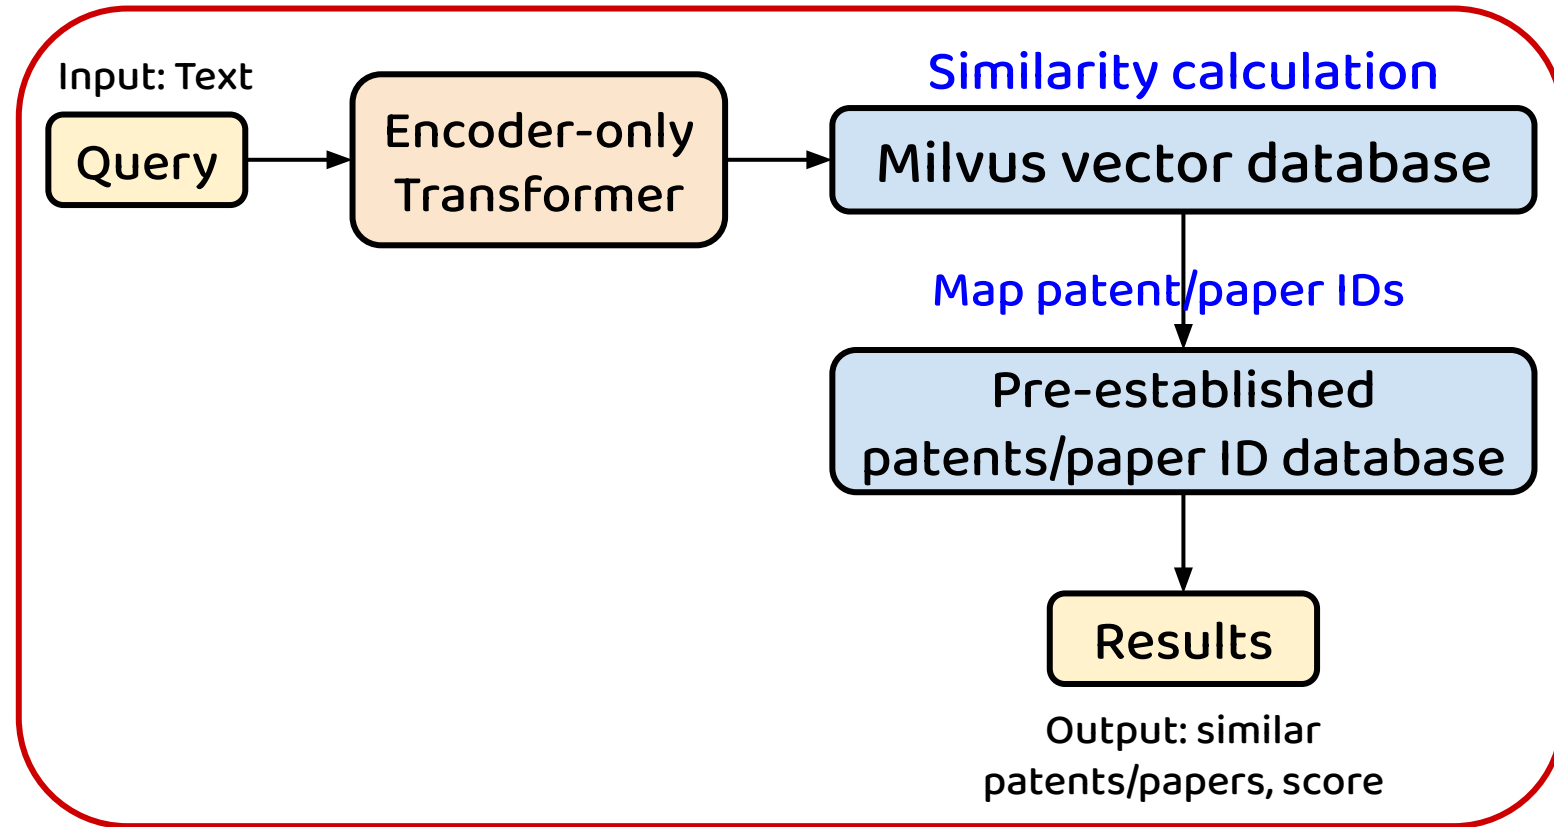 Input: Text
Query
Encoder-only
Transformer
Similarity calculation
Milvus vector database
Map patent/paper IDs
Pre-established
patents/paper ID database
Results
Output: similar
patents/papers, score